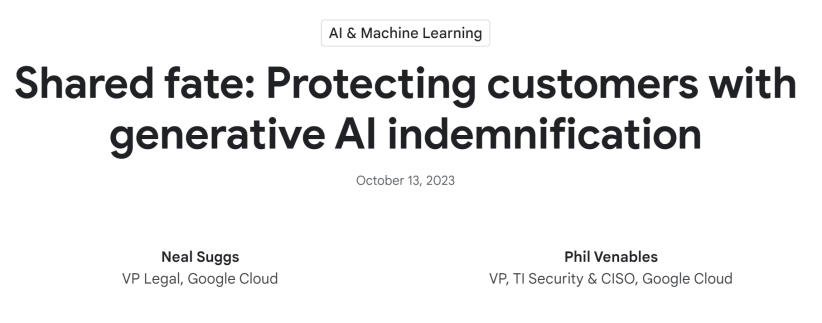 AI & Machine Learning
Shared fate: Protecting customers with
generative AI indemnification
October 13, 2023
Neal Suggs
VP Legal, Google Cloud
Phil Venables
VP, TI Security & CISO, Google Cloud